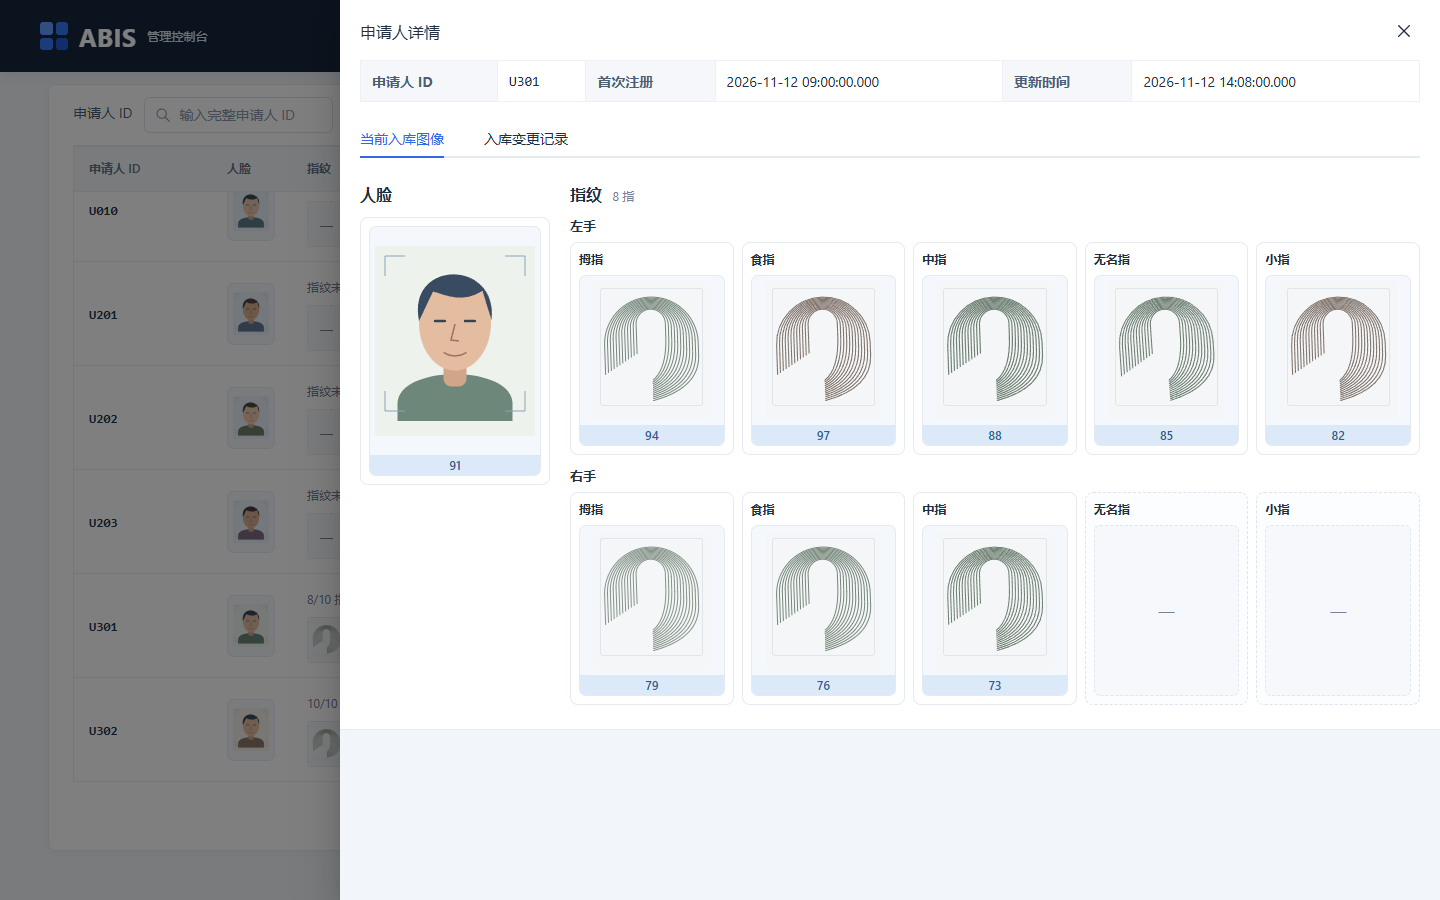 ABIS 管理控制台
申请人 ID 输入完整申请人 ID
申请人 ID 人脸 指纹
U010 —
指纹未
U201 —
指纹未
U202 —
指纹未
U203 —
8/10 指
U301
10/10
U302
申请人详情
申请人 ID U301 首次注册 2026-11-12 09:00:00.000 更新时间 2026-11-12 14:08:00.000
当前入库图像 入库变更记录
人脸
91
指纹 8 指
左手
拇指 食指 中指 无名指 小指
94 97 88 85 82
右手
拇指 食指 中指 无名指 小指
— —
79 76 73